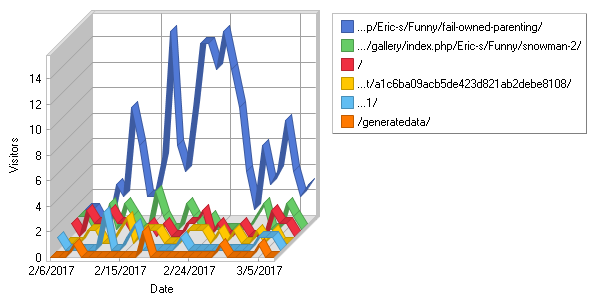 ...p/Eric-s/Funny/fail-owned-parenting/
.../gallery/index.php/Eric-s/Funny/snowman-2/
/
...t/a1c6ba09acb5de423d821ab2debe8108/
...1/
/generatedata/
14
12
10
8
6
4
2
0
Visitors
2/6/2017 2/15/2017 2/24/2017 3/5/2017
Date